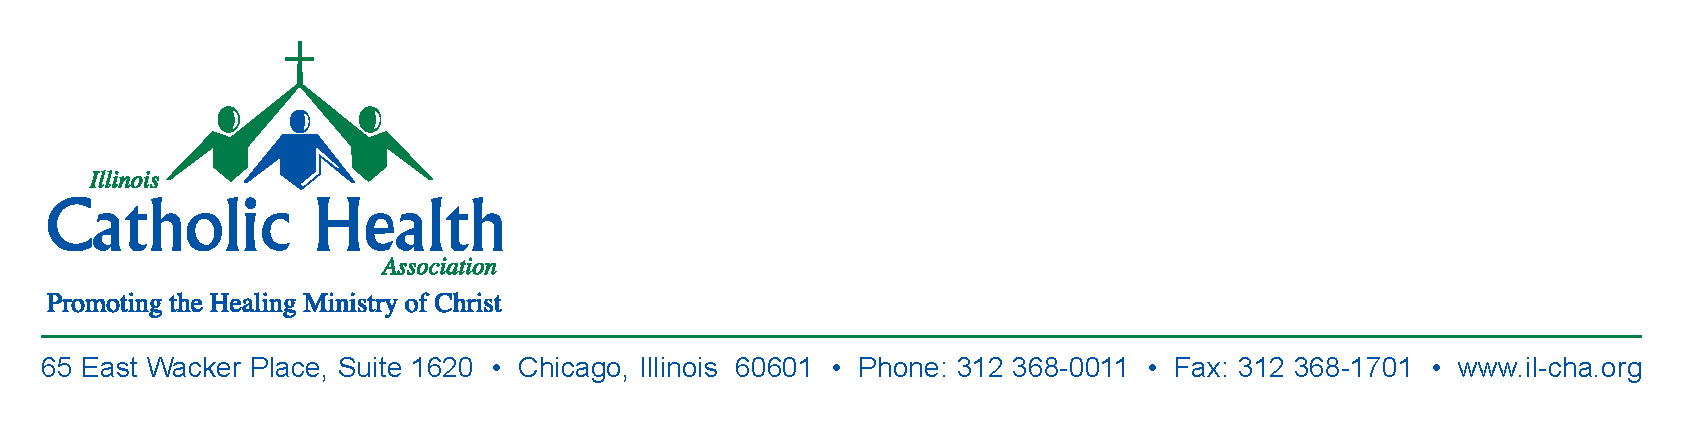 Illinois
Catholic Health
Association
Promoting the Healing Ministry of Christ
65 East Wacker Place, Suite 1620 • Chicago, Illinois 60601 • Phone: 312 368-0011 • Fax: 312 368-1701 • www.il-cha.org